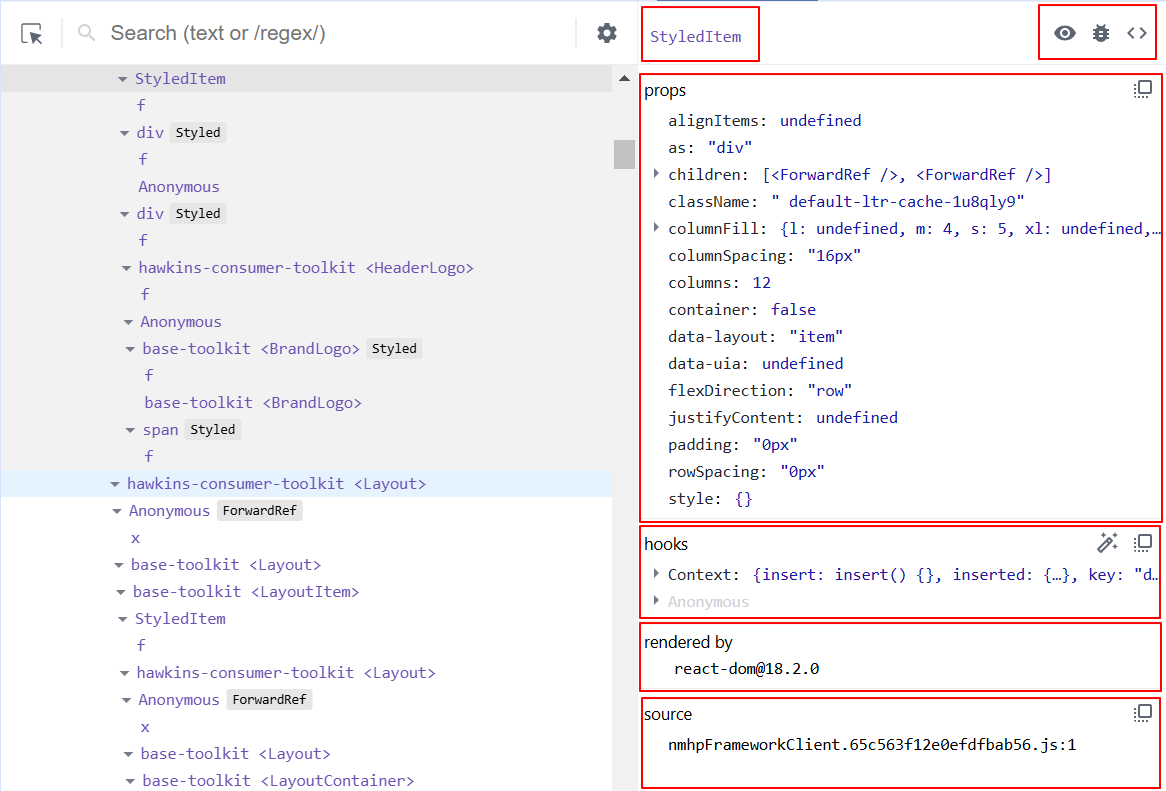 Search (text or /regex/)
StyledItem
f
div Styled
f
Anonymous
div Styled
f
hawkins-consumer-toolkit <HeaderLogo>
f
Anonymous
base-toolkit <BrandLogo> Styled
f
base-toolkit <BrandLogo>
span Styled
f
hawkins-consumer-toolkit <Layout>
Anonymous ForwardRef
x
base-toolkit <Layout>
base-toolkit <LayoutItem>
StyledItem
f
hawkins-consumer-toolkit <Layout>
Anonymous ForwardRef
x
base-toolkit <Layout>
base-toolkit <LayoutContainer>
StyledItem
props
alignItems: undefined
as: "div"
children: [<ForwardRef />, <ForwardRef />]
className: " default-ltr-cache-1u8qly9"
columnFill: {l: undefined, m: 4, s: 5, xl: undefined,…
columnSpacing: "16px"
columns: 12
container: false
data-layout: "item"
data-uia: undefined
flexDirection: "row"
justifyContent: undefined
padding: "0px"
rowSpacing: "0px"
style: {}
hooks
Context: {insert: insert() {}, inserted: {…}, key: "d…
Anonymous
rendered by
react-dom@18.2.0
source
nmhpFrameworkClient.65c563f12e0efdfbab56.js:1